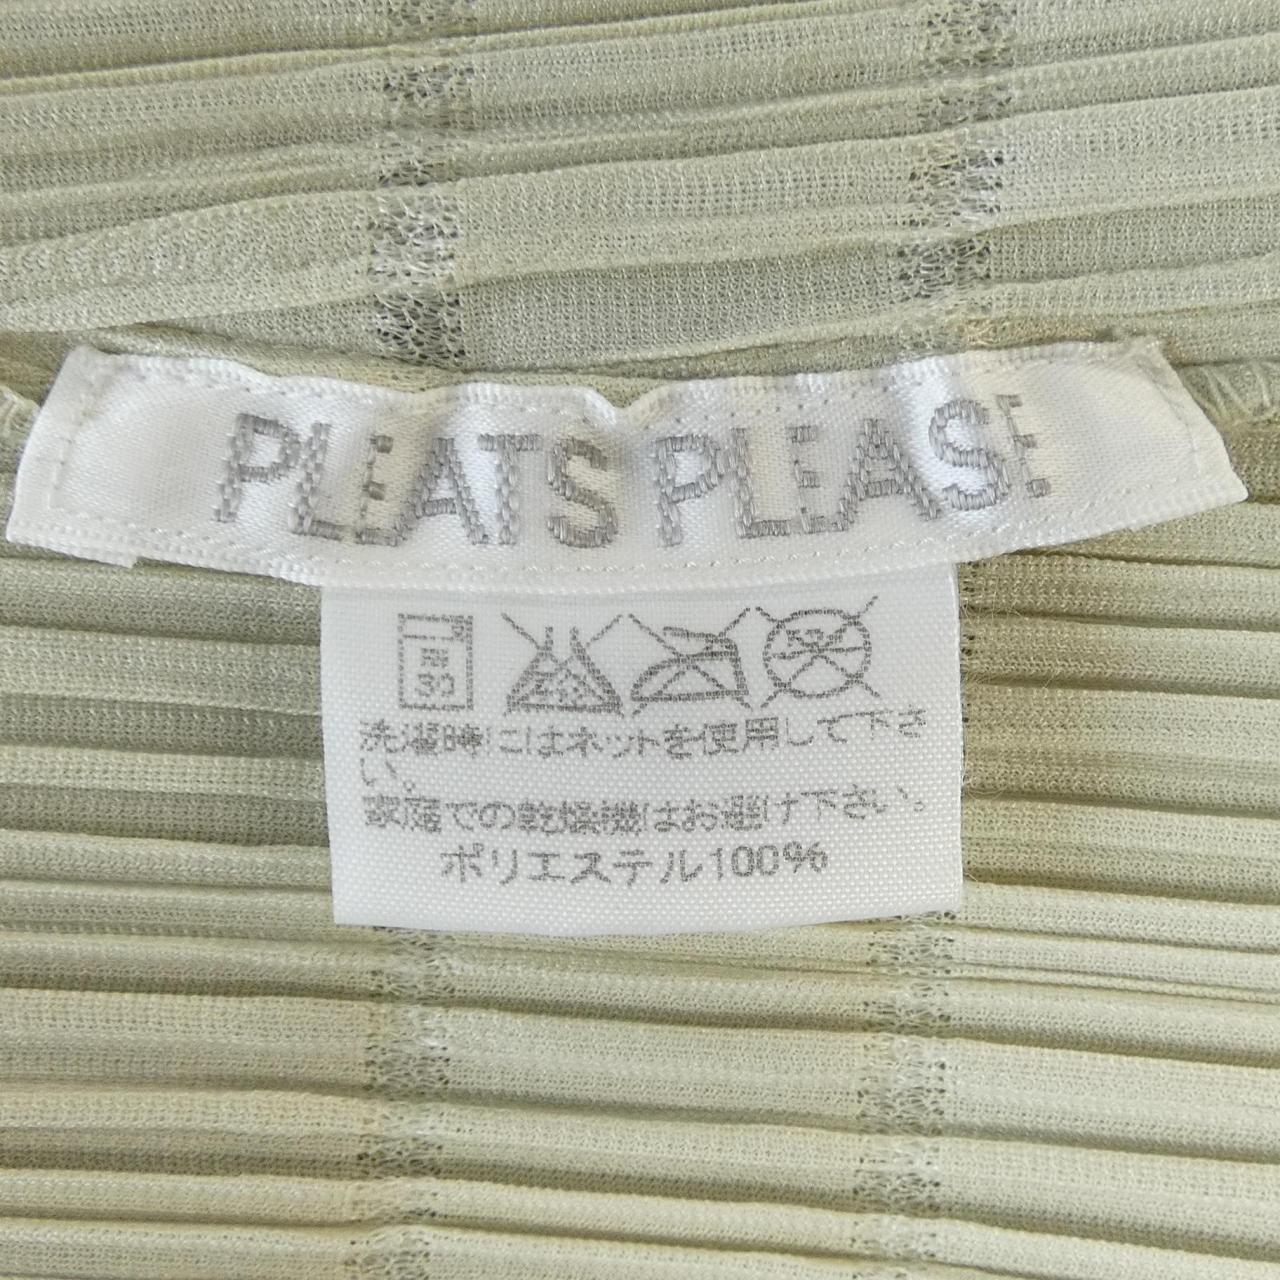 PLEATS PLEASE
弱
30
洗濯時にはネットを使用して下さ
い。
家庭での乾燥機はお避け下さい。
ポリエステル100%